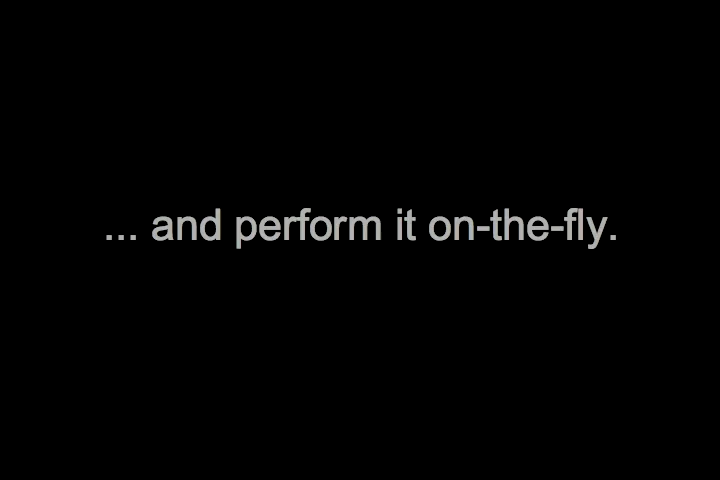 ... and perform it on-the-fly.